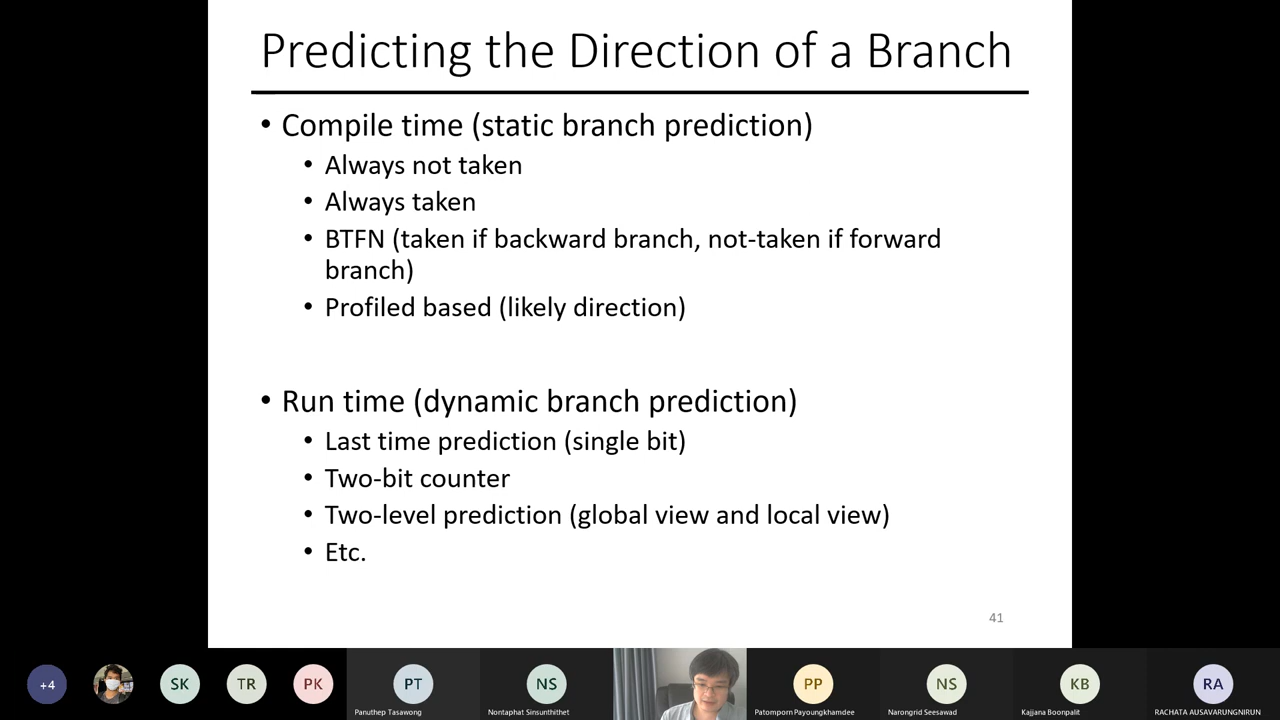 Predicting the Direction of a Branch
• Compile time (static branch prediction)
• Always not taken
• Always taken
• BTFN (taken if backward branch, not-taken if forward
branch)
• Profiled based (likely direction)
• Run time (dynamic branch prediction)
• Last time prediction (single bit)
• Two-bit counter
• Two-level prediction (global view and local view)
• Etc.
41
+4
SK
TR
PK
PT
NS
PP
NS
KB
RA
Panuthep Tasawong
Nontaphat Sinsunthithet
Patomporn Payoungkhamdee
Narongrid Seesawad
Kajjana Boonpalit
RACHATA AUSAVARUNGNIRUN